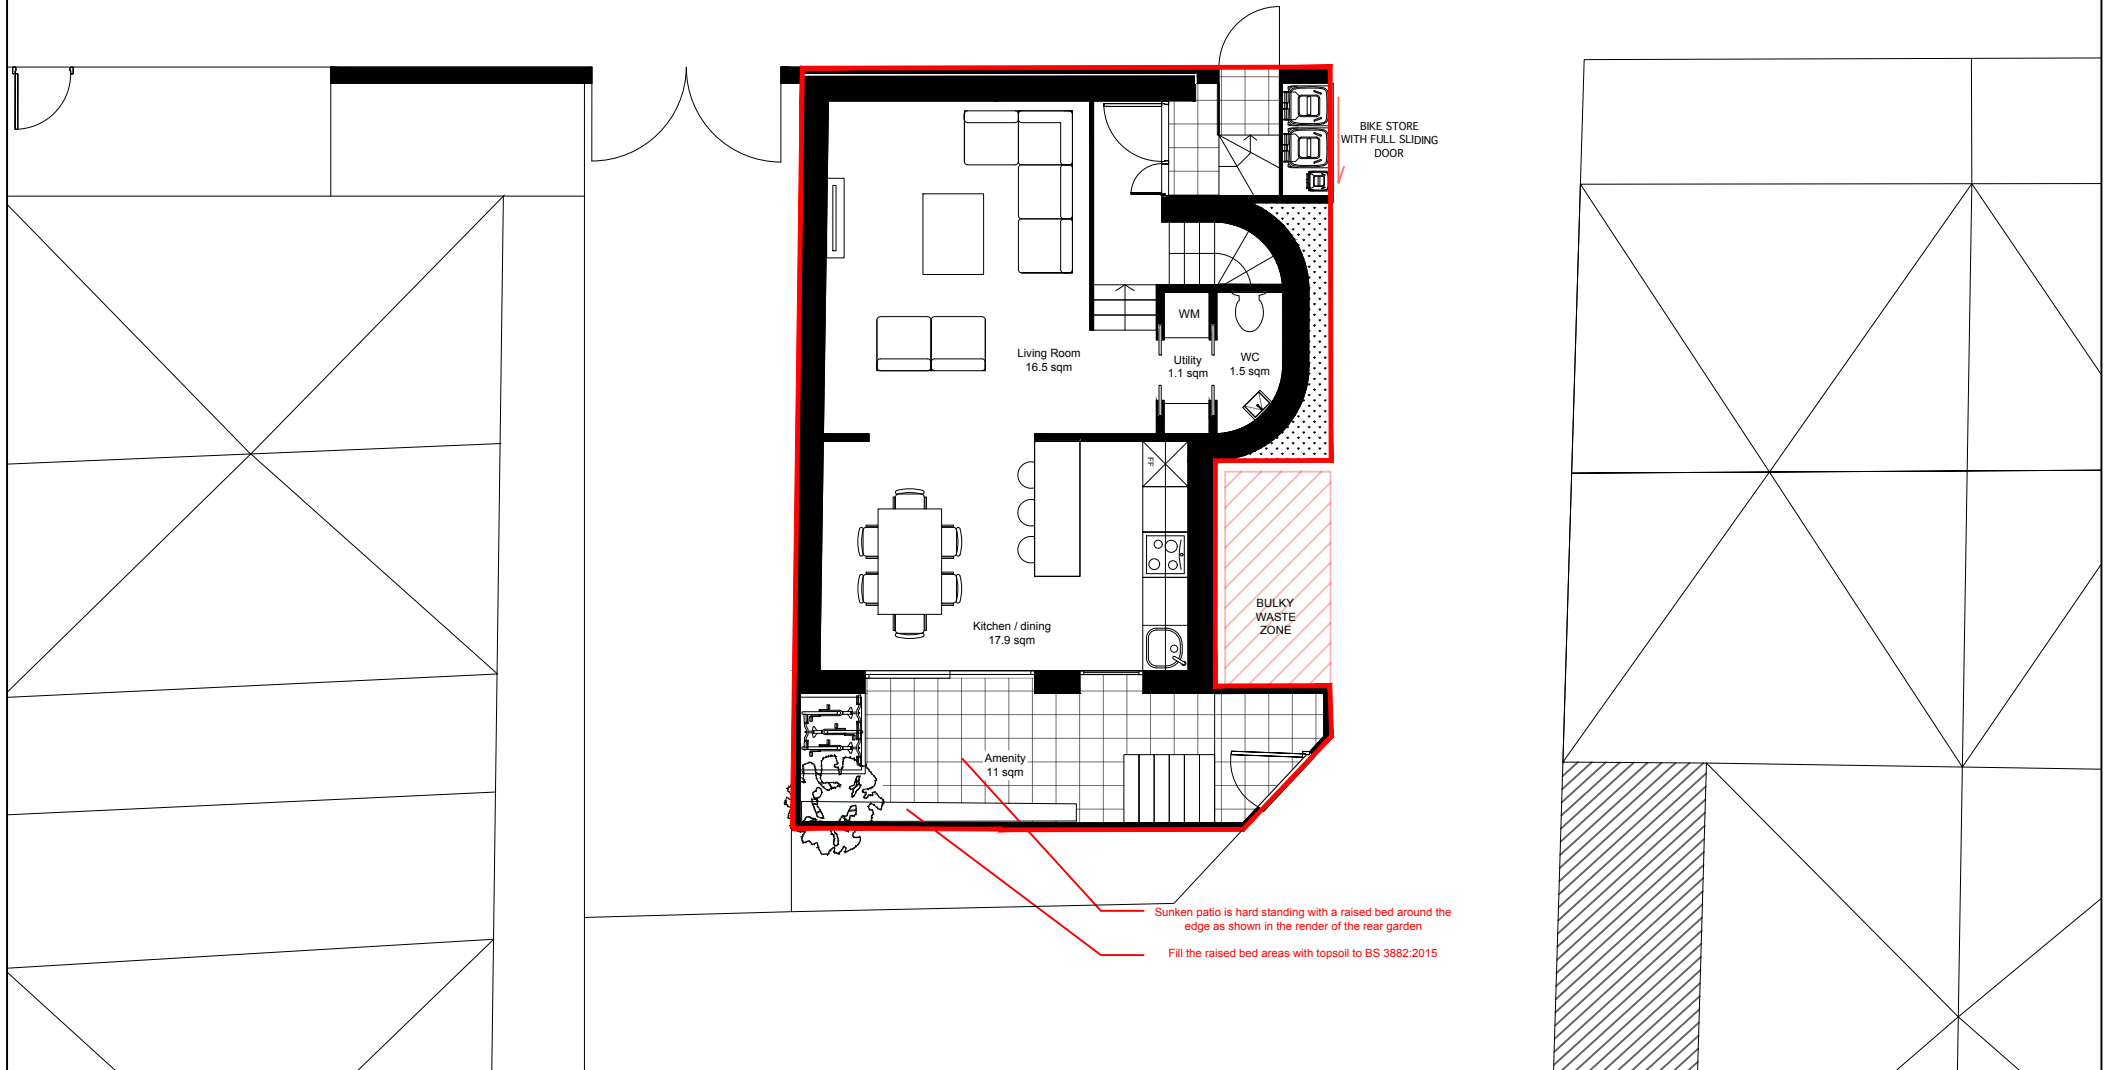 BIKE STORE
WITH FULL SLIDING
DOOR
WM
Living Room
16.5 sqm
Utility
1.1 sqm
WC
1.5 sqm
FF
BULKY
WASTE
ZONE
Kitchen / dining
17.9 sqm
Amenity
11 sqm
Sunken patio is hard standing with a raised bed around the
edge as shown in the render of the rear garden
Fill the raised bed areas with topsoil to BS 3882:2015